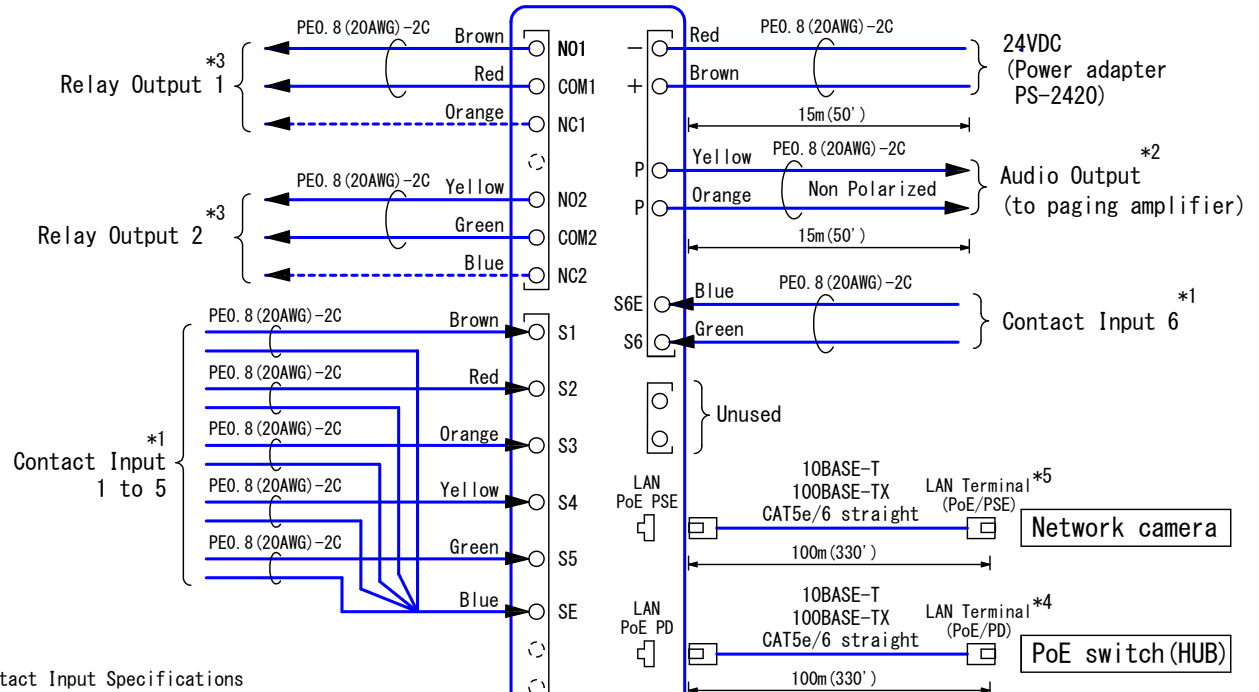 PE0.8(20AWG)-2C
Brown
NO1
*3
Relay Output 1
Red
COM1
Orange
NC1
PE0.8(20AWG)-2C
Yellow
NO2
*3
Relay Output 2
Green
COM2
Blue
NC2
PE0.8(20AWG)-2C
Brown
S1
PE0.8(20AWG)-2C
Red
S2
PE0.8(20AWG)-2C
Orange
S3
*1
Contact Input
1 to 5
PE0.8(20AWG)-2C
Yellow
S4
PE0.8(20AWG)-2C
Green
S5
Blue
SE
tact Input Specifications
−
Red
PE0.8(20AWG)-2C
24VDC
(Power adapter
PS-2420)
+
Brown
15m(50')
P
Yellow
PE0.8(20AWG)-2C
*2
Audio Output
(to paging amplifier)
P
Orange
Non Polarized
15m(50')
S6E
Blue
PE0.8(20AWG)-2C
*1
Contact Input 6
S6
Green
Unused
LAN
PoE PSE
10BASE-T
100BASE-TX
CAT5e/6 straight
LAN Terminal*5
(PoE/PSE)
Network camera
100m(330')
LAN
PoE PD
10BASE-T
100BASE-TX
CAT5e/6 straight
LAN Terminal*4
(PoE/PD)
PoE switch(HUB)
100m(330')